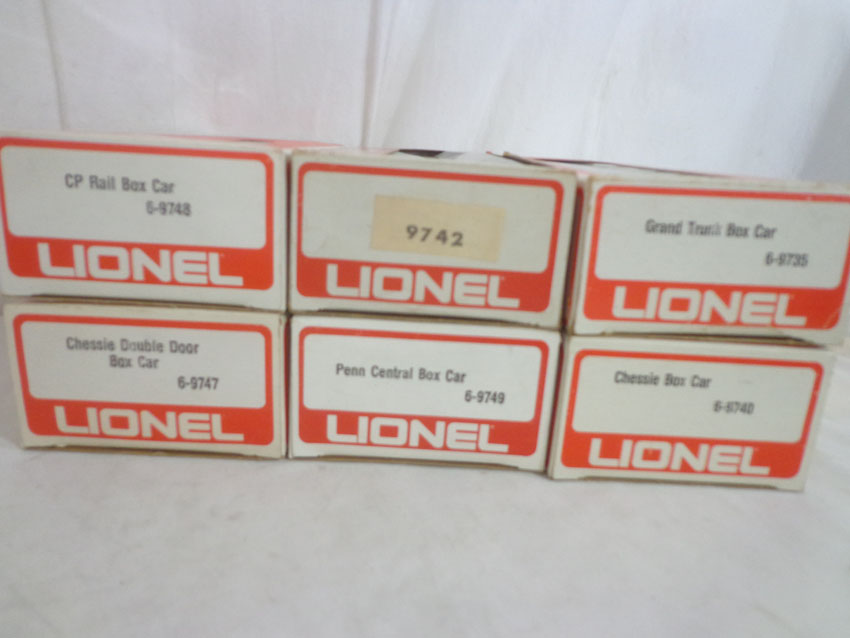 CP Rail Box Car
6-9748
LIONEL
9742
LIONEL
Grand Trunk Box Car
6-9735
LIONEL
Chessie Double Door
Box Car
6-9747
LIONEL
Penn Central Box Car
6-9749
LIONEL
Chessie Box Car
6-9740
LIONEL